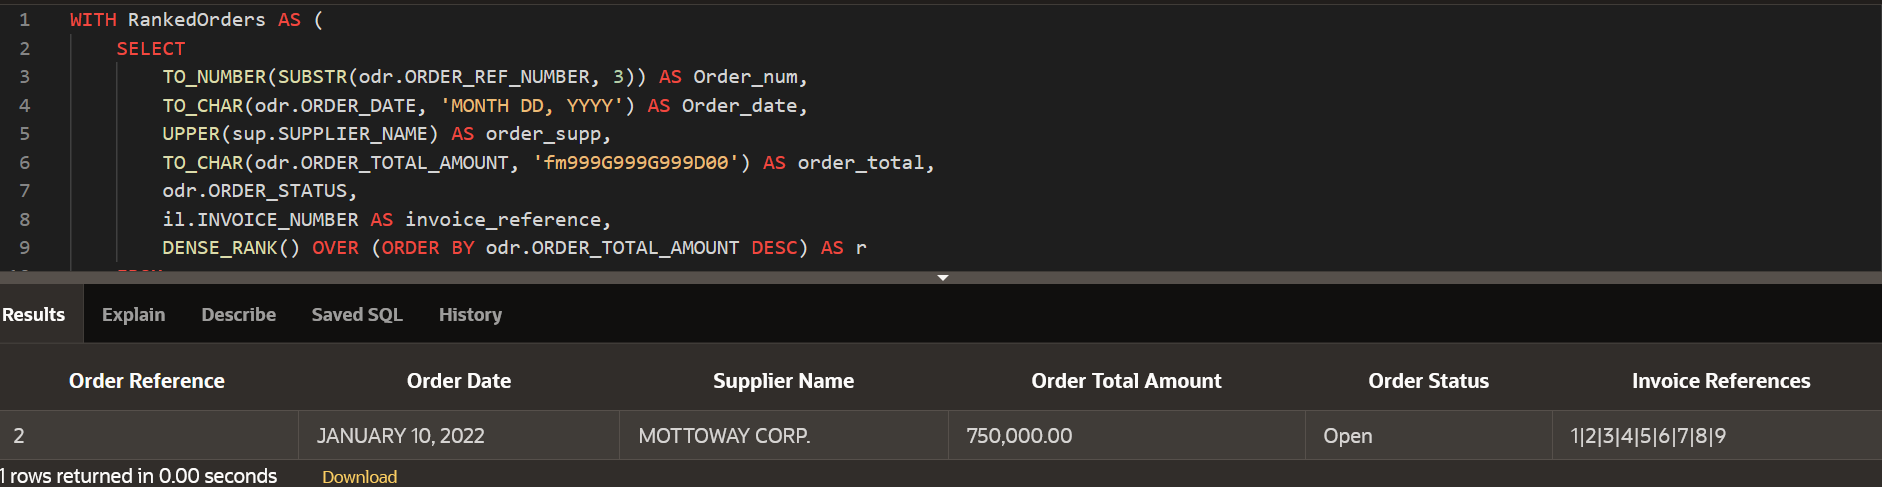 1 WITH RankedOrders AS (
2 SELECT
3 TO_NUMBER(SUBSTR(odr.ORDER_REF_NUMBER, 3)) AS Order_num,
4 TO_CHAR(odr.ORDER_DATE, 'MONTH DD, YYYY') AS Order_date,
5 UPPER(sup.SUPPLIER_NAME) AS order_supp,
6 TO_CHAR(odr.ORDER_TOTAL_AMOUNT, 'fm999G999G999D00') AS order_total,
7 odr.ORDER_STATUS,
8 il.INVOICE_NUMBER AS invoice_reference,
9 DENSE_RANK() OVER (ORDER BY odr.ORDER_TOTAL_AMOUNT DESC) AS r
Results Explain Describe Saved SQL History
Order Reference Order Date Supplier Name Order Total Amount Order Status Invoice References
2 JANUARY 10, 2022 MOTTOWAY CORP. 750,000.00 Open 1|2|3|4|5|6|7|8|9
1 rows returned in 0.00 seconds Download